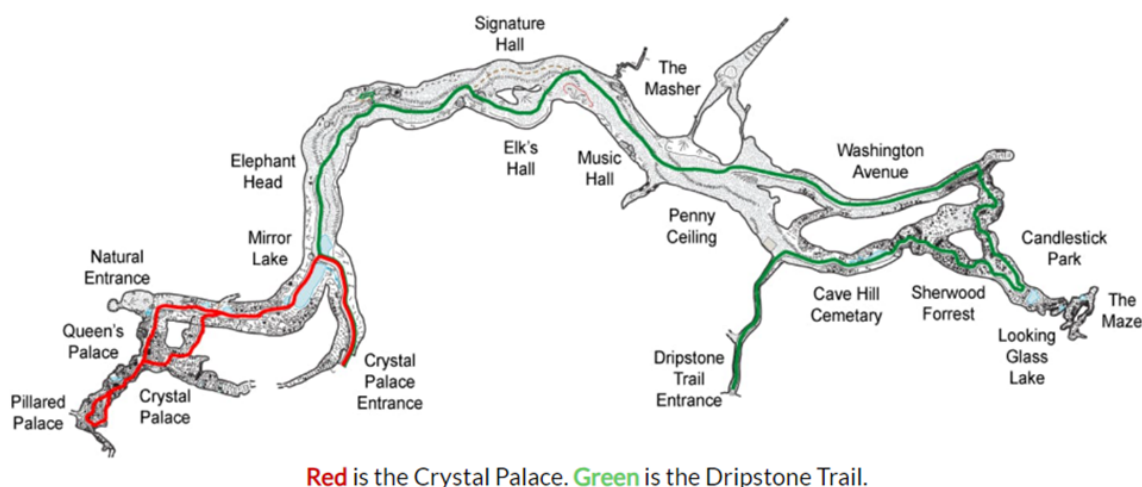 Signature
Hall
The
Masher
Elk's
Hall
Music
Hall
Washington
Avenue
Elephant
Head
Penny
Ceiling
Mirror
Lake
Candlestick
Park
Natural
Entrance
Cave Hill
Cemetary
Sherwood
Forrest
The
Maze
Queen's
Palace
Looking
Glass
Lake
Crystal
Palace
Entrance
Dripstone
Trail
Entrance
Pillared
Palace
Crystal
Palace
Red is the Crystal Palace. Green is the Dripstone Trail.